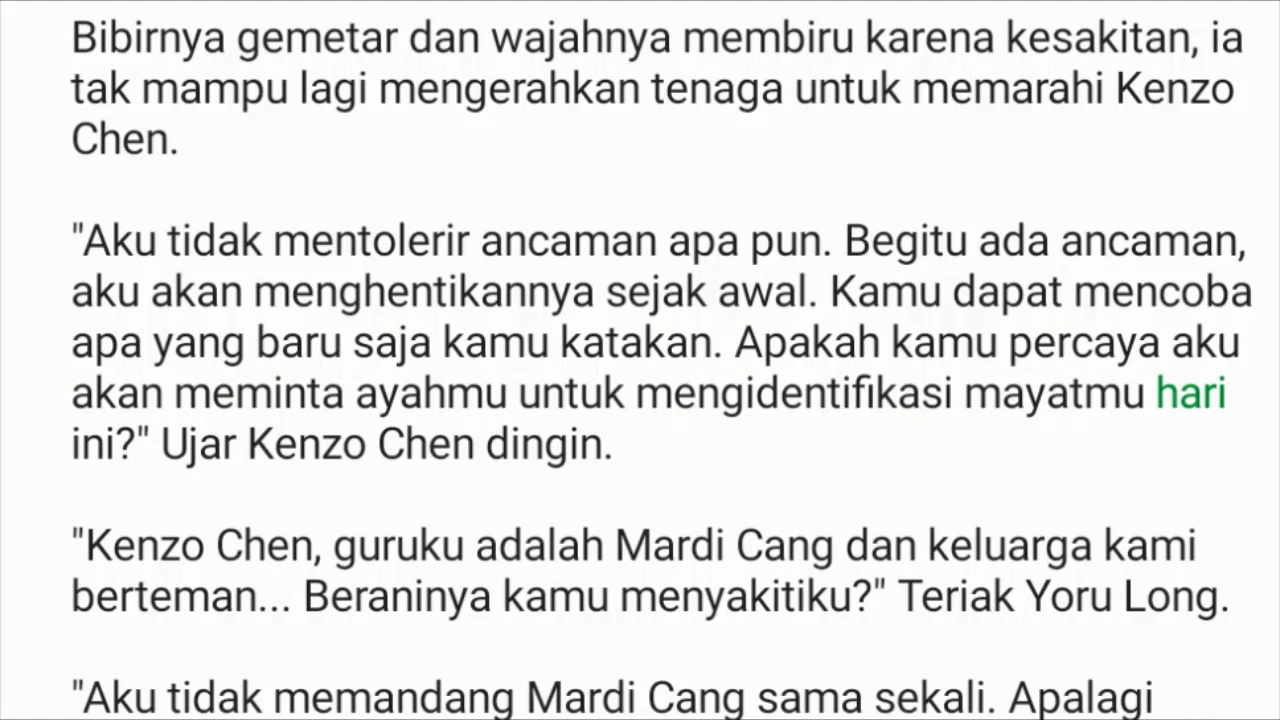 Bibirnya gemetar dan wajahnya membiru karena kesakitan, ia
tak mampu lagi mengerahkan tenaga untuk memarahi Kenzo
Chen.
"Aku tidak mentolerir ancaman apa pun. Begitu ada ancaman,
aku akan menghentikannya sejak awal. Kamu dapat mencoba
apa yang baru saja kamu katakan. Apakah kamu percaya aku
akan meminta ayahmu untuk mengidentifikasi mayatmu hari
ini?" Ujar Kenzo Chen dingin.
"Kenzo Chen, guruku adalah Mardi Cang dan keluarga kami
berteman... Beraninya kamu menyakitiku?" Teriak Yoru Long.
"Aku tidak memandang Mardi Cang sama sekali. Apalagi